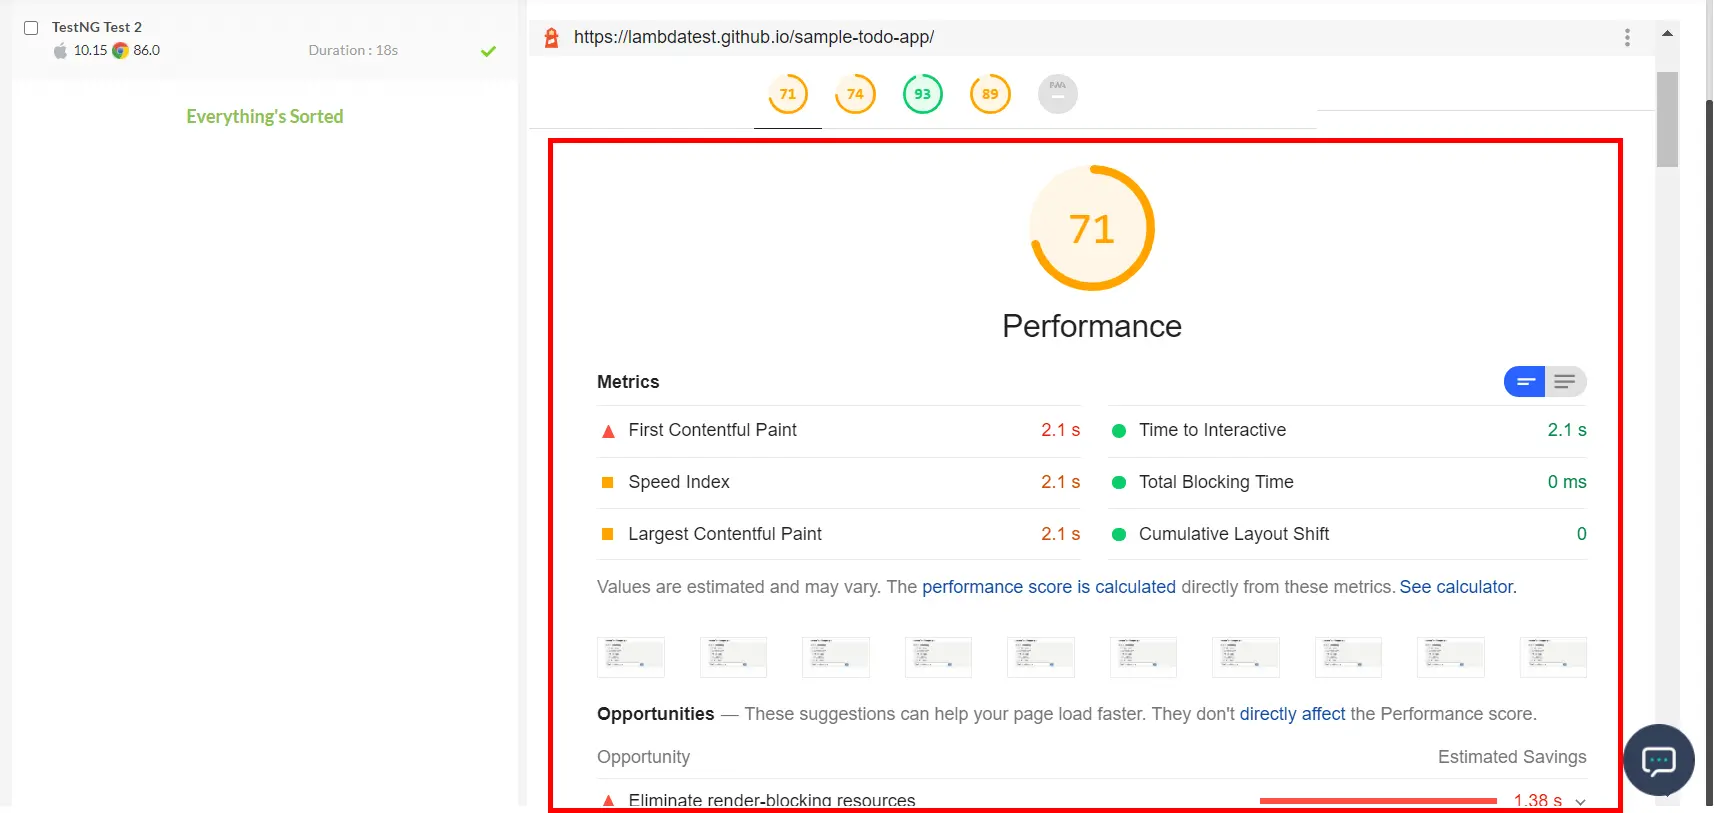 TestNG Test 2
10.15 86.0 Duration : 18s
Everything's Sorted
https://lambdatest.github.io/sample-todo-app/
71 74 93 89 PWA
71
Performance
Metrics
First Contentful Paint 2.1 s
Time to Interactive 2.1 s
Speed Index 2.1 s
Total Blocking Time 0 ms
Largest Contentful Paint 2.1 s
Cumulative Layout Shift 0
Values are estimated and may vary. The performance score is calculated directly from these metrics. See calculator.
Opportunities — These suggestions can help your page load faster. They don't directly affect the Performance score.
Opportunity Estimated Savings
Eliminate render-blocking resources 1.38 s